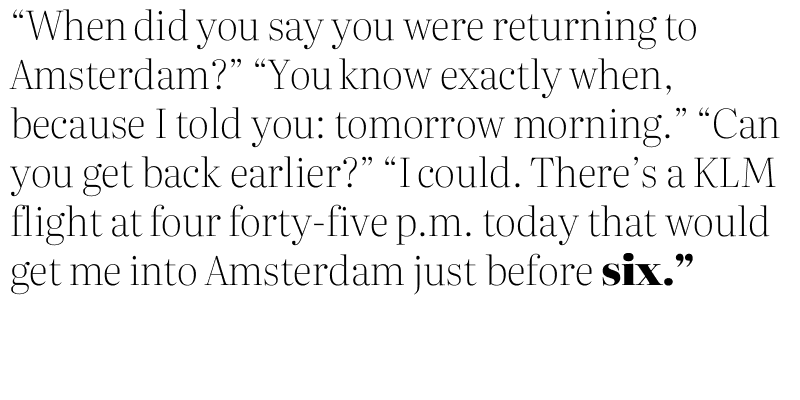 “When did you say you were returning to
Amsterdam?” “You know exactly when,
because I told you: tomorrow morning.” “Can
you get back earlier?” “I could. There’s a KLM
flight at four forty-five p.m. today that would
get me into Amsterdam just before six.”